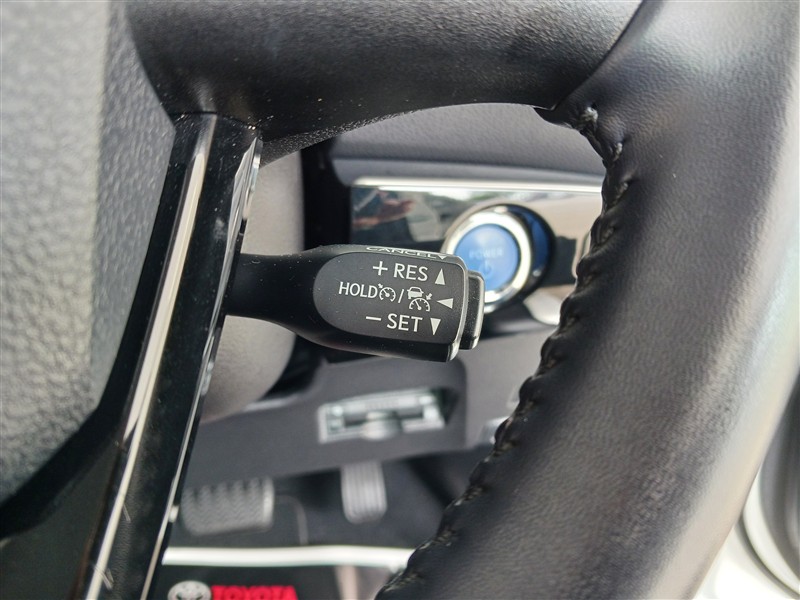 CANCEL
+ RES ▲
HOLD / ◀
− SET ▼
POWER
TOYOTA